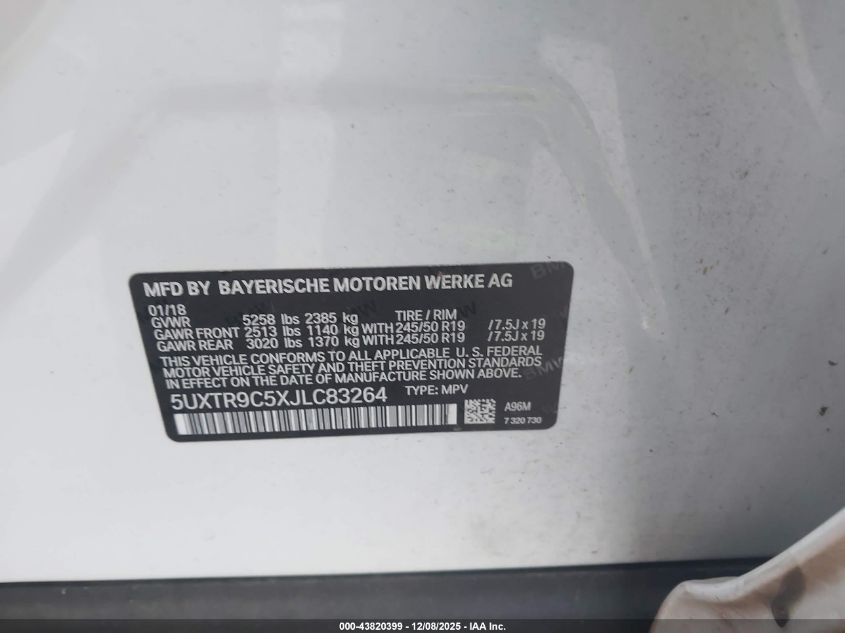 MFD BY BAYERISCHE MOTOREN WERKE AG
01/18
GVWR 5258 lbs 2385 kg TIRE / RIM
GAWR FRONT 2513 lbs 1140 kg WITH 245/50 R19 /7.5J x 19
GAWR REAR 3020 lbs 1370 kg WITH 245/50 R19 /7.5J x 19
THIS VEHICLE CONFORMS TO ALL APPLICABLE U. S. FEDERAL
MOTOR VEHICLE SAFETY AND THEFT PREVENTION STANDARDS
IN EFFECT ON THE DATE OF MANUFACTURE SHOWN ABOVE.
5UXTR9C5XJLC83264 TYPE: MPV
A96M
7 320 730
000-43820399 - 12/08/2025 - IAA Inc.